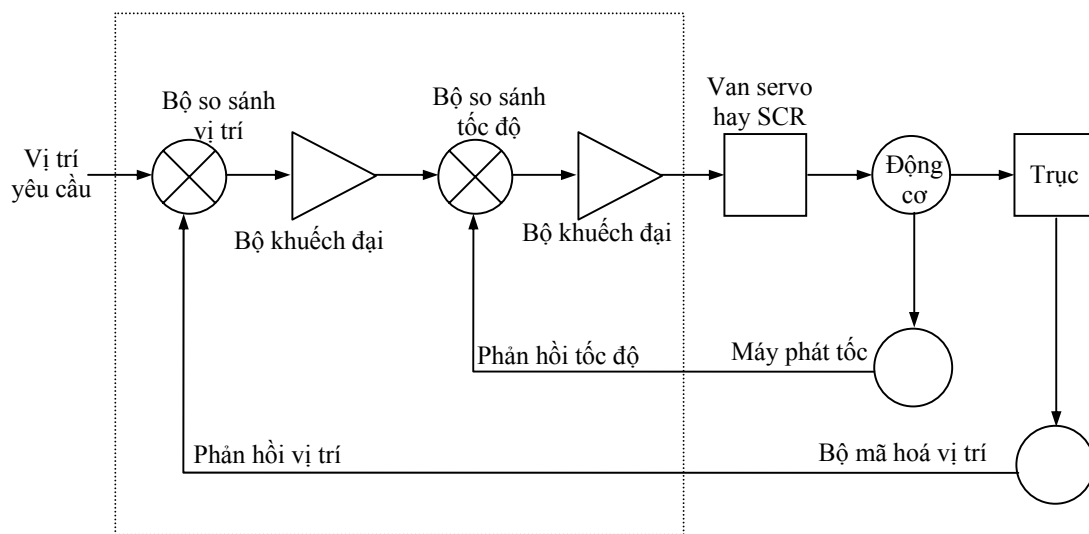 Bộ so sánh
vị trí
Bộ so sánh
tốc độ
Van servo
hay SCR
Vị trí
yêu cầu
Động
cơ
Trục
Bộ khuếch đại
Bộ khuếch đại
Phản hồi tốc độ
Máy phát tốc
Phản hồi vị trí
Bộ mã hoá vị trí